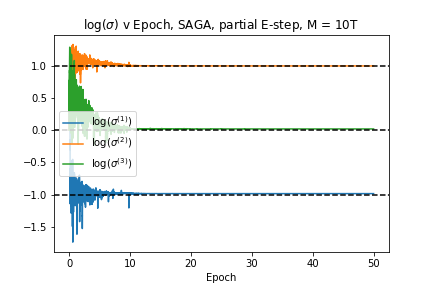 log(σ) v Epoch, SAGA, partial E-step, M = 10T
1.0
0.5
0.0
−0.5
−1.0
−1.5
log(σ⁽¹⁾)
log(σ⁽²⁾)
log(σ⁽³⁾)
0 10 20 30 40 50
Epoch